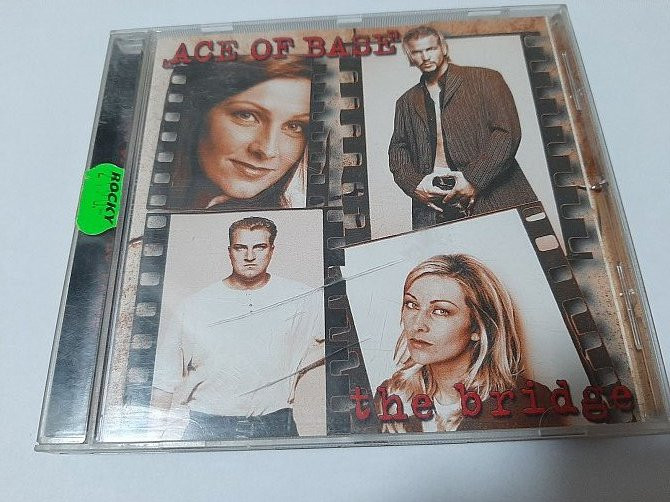 ACE OF BASE
ROCKY
the bridge